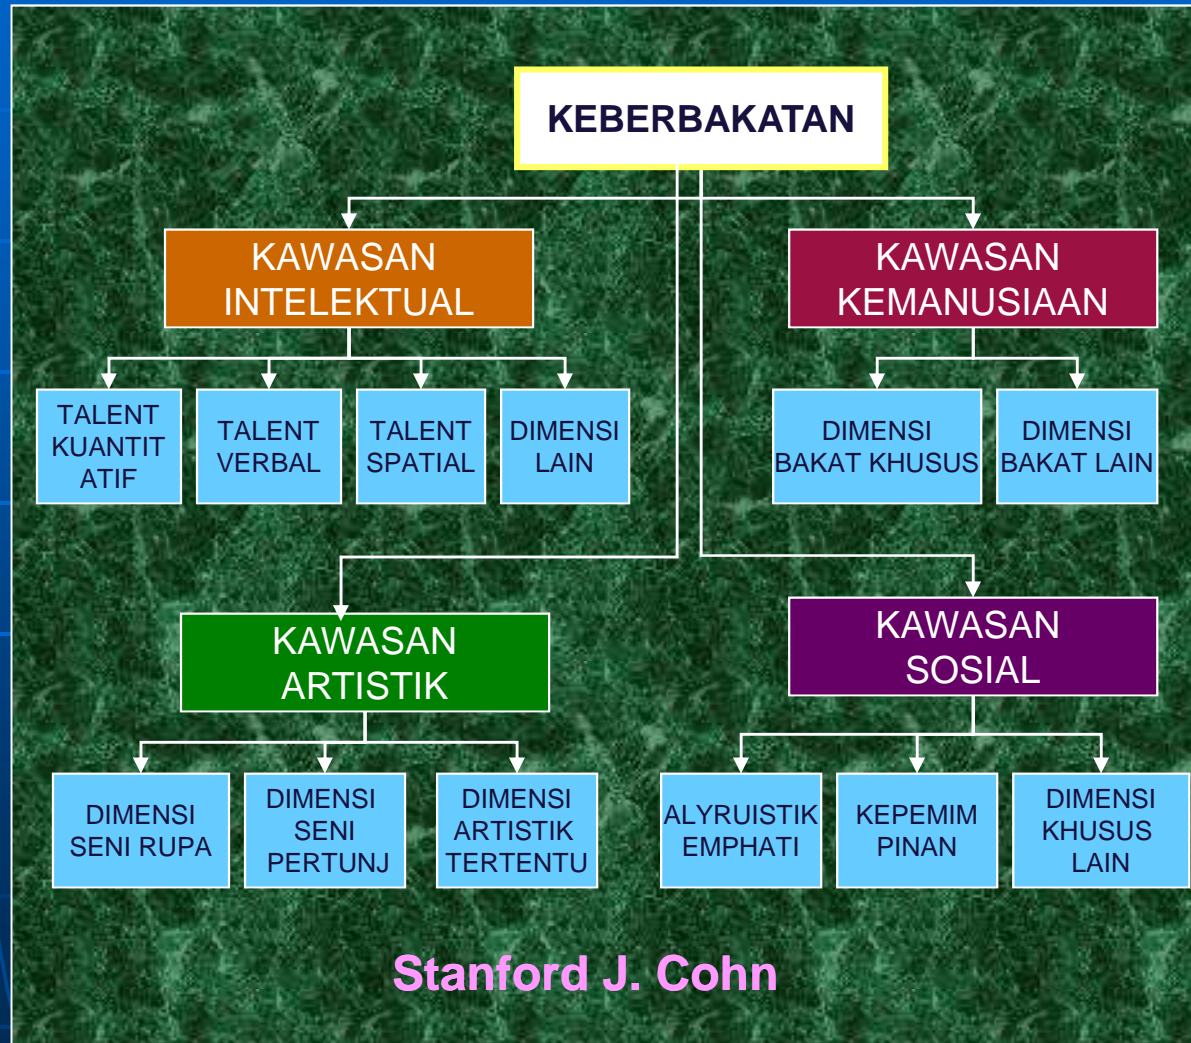 KEBERBAKATAN
KAWASAN
INTELEKTUAL
KAWASAN
KEMANUSIAAN
TALENT
KUANTIT
ATIF
TALENT
VERBAL
TALENT
SPATIAL
DIMENSI
LAIN
DIMENSI
BAKAT KHUSUS
DIMENSI
BAKAT LAIN
KAWASAN
ARTISTIK
KAWASAN
SOSIAL
DIMENSI
SENI RUPA
DIMENSI
SENI
PERTUNJ
DIMENSI
ARTISTIK
TERTENTU
ALYRUISTIK
EMPHATI
KEPEMIM
PINAN
DIMENSI
KHUSUS
LAIN
Stanford J. Cohn